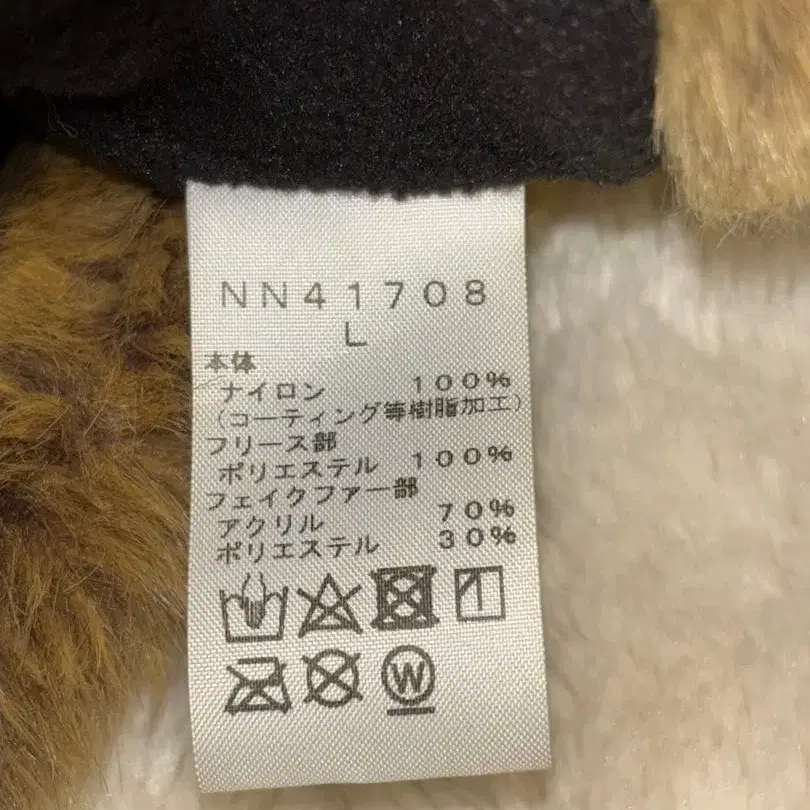 NN41708
L
本体
ナイロン 100%
(コーティング等樹脂加工)
フリース部
ポリエステル 100%
フェイクファー部
アクリル 70%
ポリエステル 30%
W